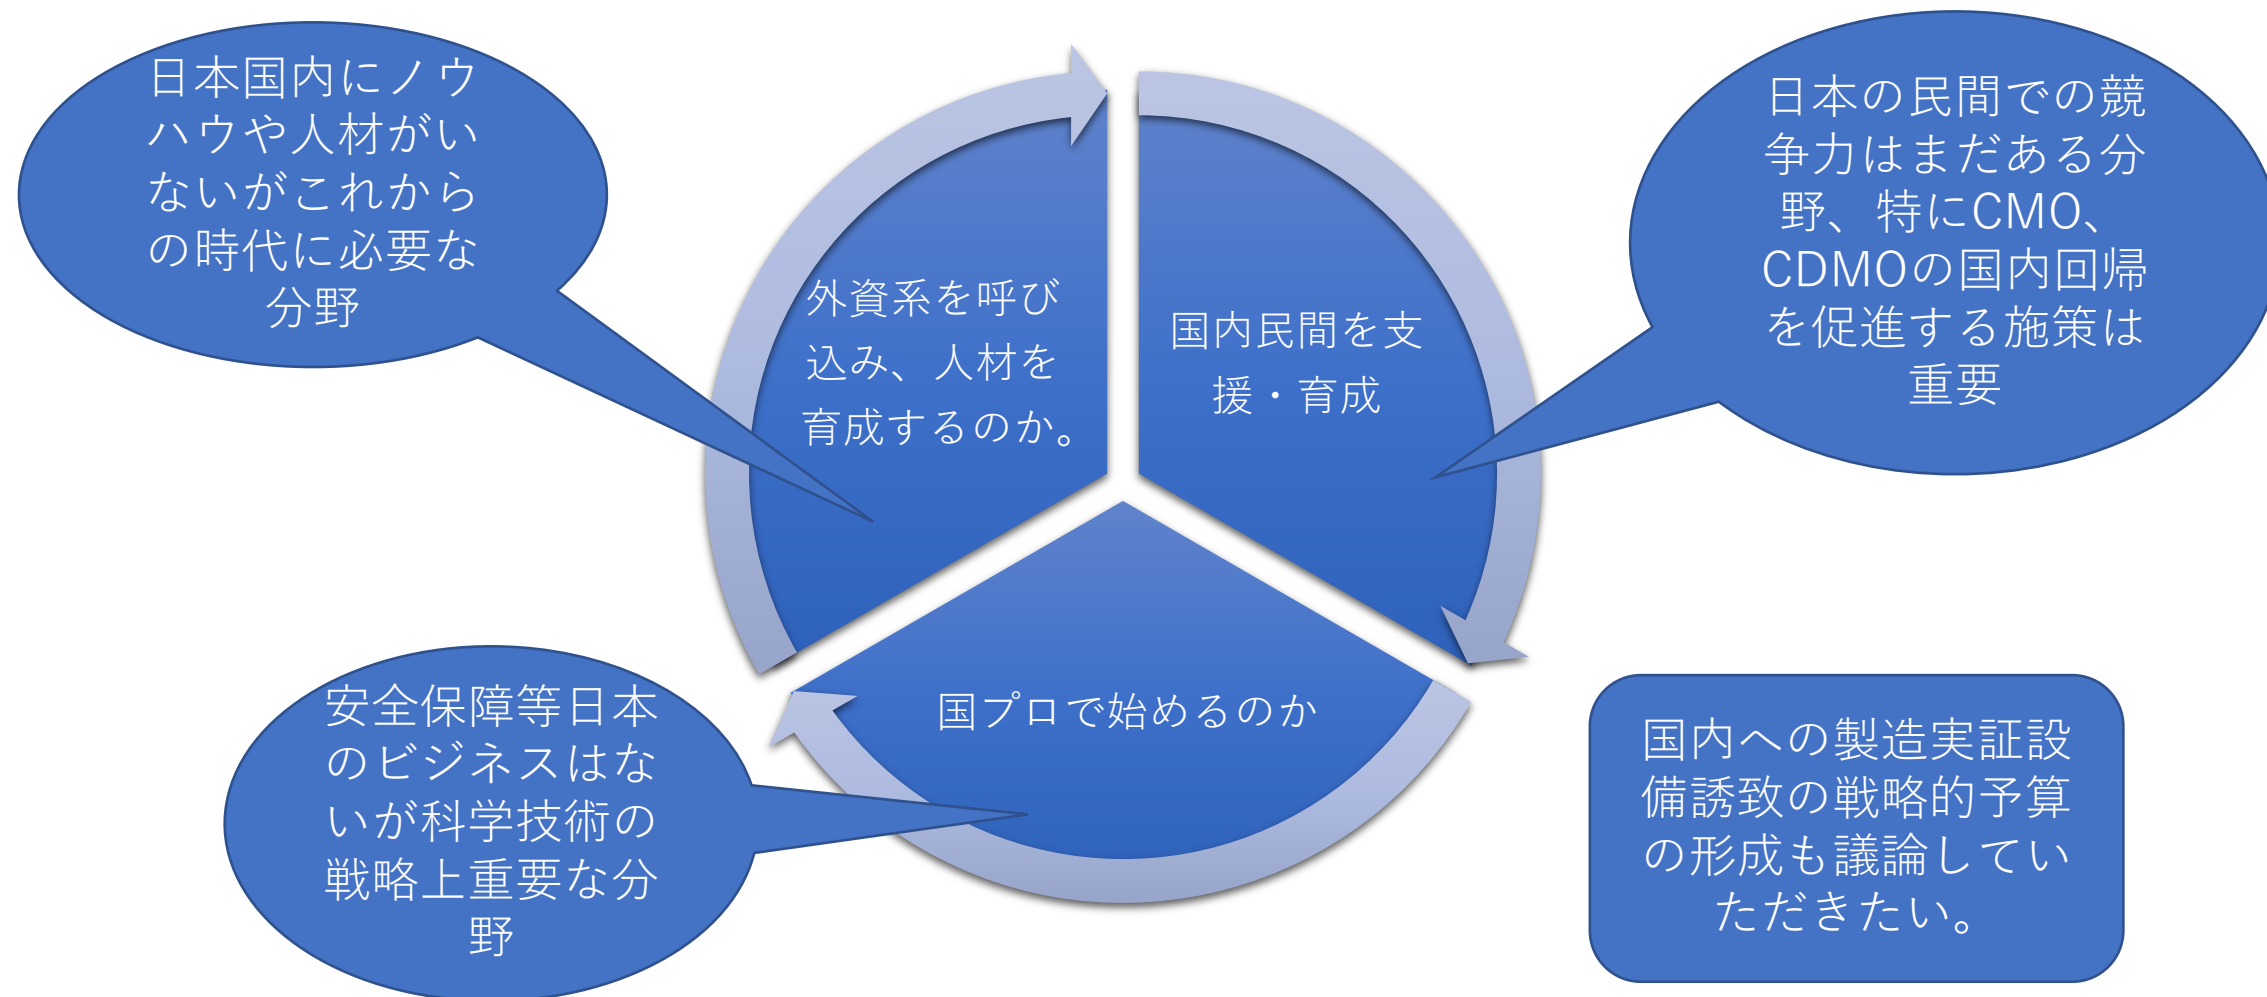 日本国内にノウ
ハウや人材がい
ないがこれから
の時代に必要な
分野
日本の民間での競
争力はまだある分
野、特にCMO、
CDMOの国内回帰
を促進する施策は
重要
外資系を呼び
込み、人材を
育成するのか。
国内民間を支
援・育成
国プロで始めるのか
安全保障等日本
のビジネスはな
いが科学技術の
戦略上重要な分
野
国内への製造実証設
備誘致の戦略的予算
の形成も議論してい
ただきたい。